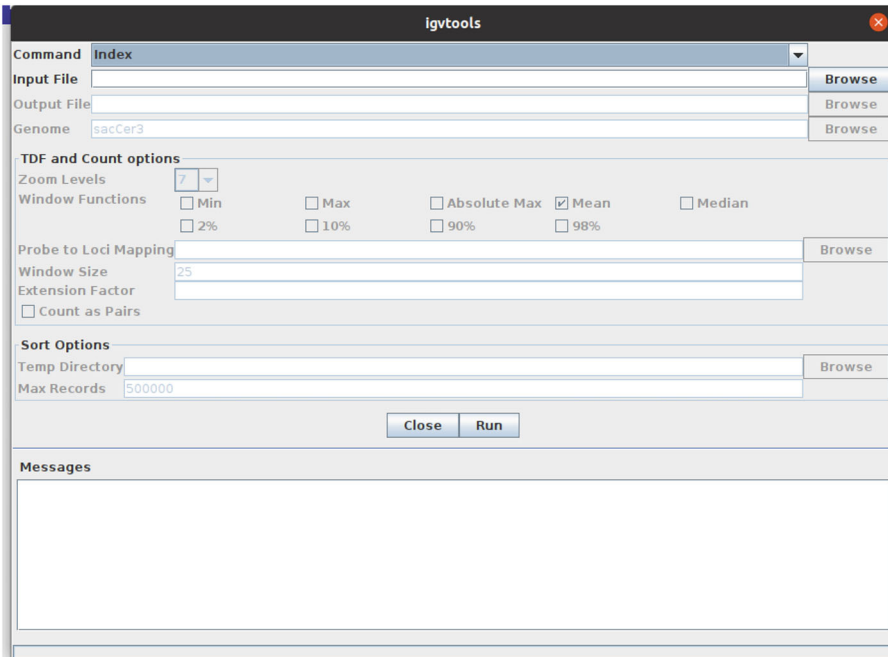 igvtools
Command Index
Input File Browse
Output File Browse
Genome sacCer3 Browse
TDF and Count options
Zoom Levels 7
Window Functions Min Max Absolute Max Mean Median
2% 10% 90% 98%
Probe to Loci Mapping Browse
Window Size 25
Extension Factor
Count as Pairs
Sort Options
Temp Directory Browse
Max Records 500000
Close Run
Messages